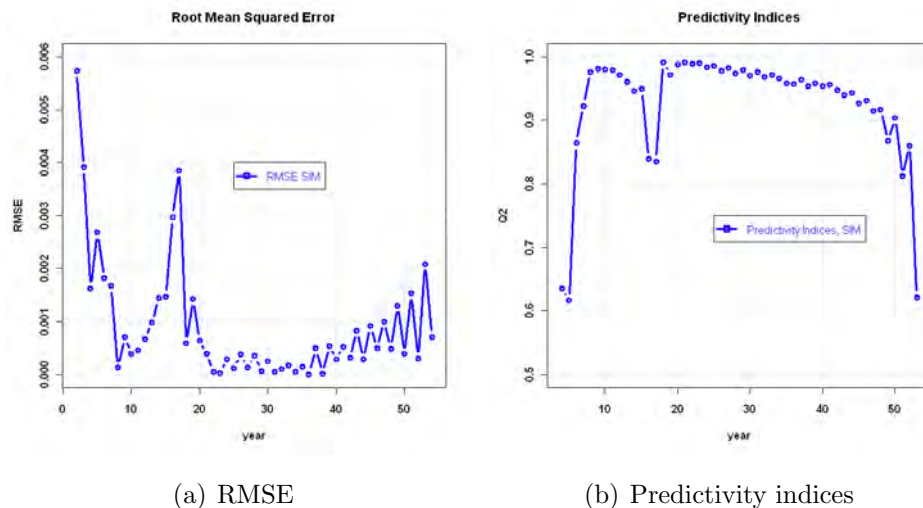 Root Mean Squared Error
RMSE
0.000 0.001 0.002 0.003 0.004 0.005 0.006
RMSE SIM
0 10 20 30 40 50
year
(a) RMSE
Predictivity Indices
Q2
0.5 0.6 0.7 0.8 0.9 1.0
Predictivity Indices, SIM
10 20 30 40 50
year
(b) Predictivity indices